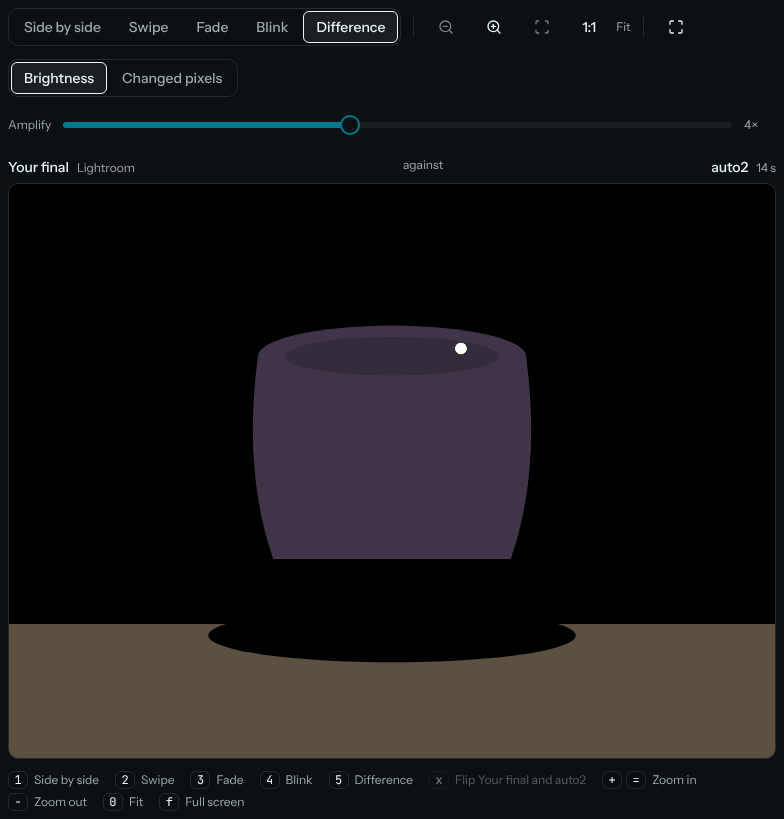 Side by side Swipe Fade Blink Difference 1:1 Fit
Brightness Changed pixels
Amplify 4×
Your final Lightroom against auto2 14 s
1 Side by side 2 Swipe 3 Fade 4 Blink 5 Difference x Flip Your final and auto2 + = Zoom in
- Zoom out 0 Fit f Full screen